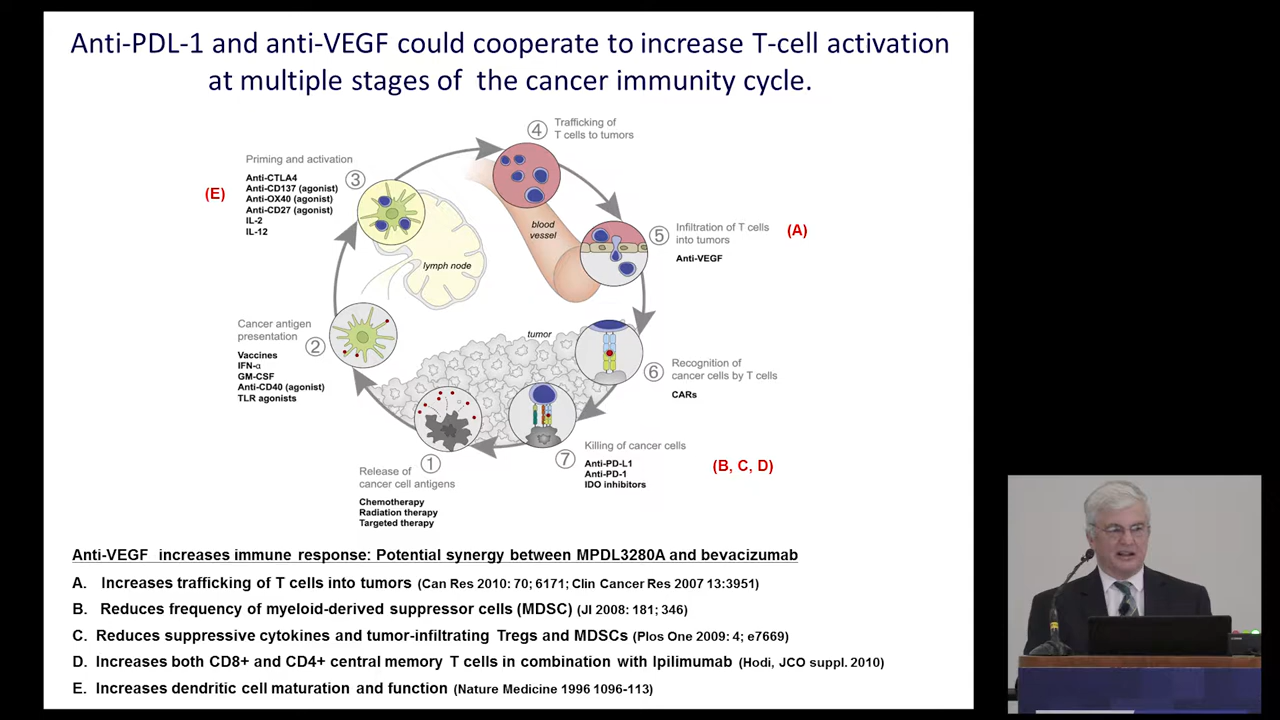 Anti-PDL-1 and anti-VEGF could cooperate to increase T-cell activation
at multiple stages of the cancer immunity cycle.
④ Trafficking of
T cells to tumors
Priming and activation
③
(E)
Anti-CTLA4
Anti-CD137 (agonist)
Anti-OX40 (agonist)
Anti-CD27 (agonist)
IL-2
IL-12
blood
vessel
lymph node
⑤ Infiltration of T cells
into tumors
(A)
Anti-VEGF
Cancer antigen
presentation
②
Vaccines
IFN-α
GM-CSF
Anti-CD40 (agonist)
TLR agonists
tumor
⑥ Recognition of
cancer cells by T cells
CARs
⑦ Killing of cancer cells
Anti-PD-L1
Anti-PD-1
IDO inhibitors
(B, C, D)
①
Release of
cancer cell antigens
Chemotherapy
Radiation therapy
Targeted therapy
Anti-VEGF increases immune response: Potential synergy between MPDL3280A and bevacizumab
A. Increases trafficking of T cells into tumors (Can Res 2010: 70; 6171; Clin Cancer Res 2007 13:3951)
B. Reduces frequency of myeloid-derived suppressor cells (MDSC) (JI 2008: 181; 346)
C. Reduces suppressive cytokines and tumor-infiltrating Tregs and MDSCs (Plos One 2009: 4; e7669)
D. Increases both CD8+ and CD4+ central memory T cells in combination with Ipilimumab (Hodi, JCO suppl. 2010)
E. Increases dendritic cell maturation and function (Nature Medicine 1996 1096-113)